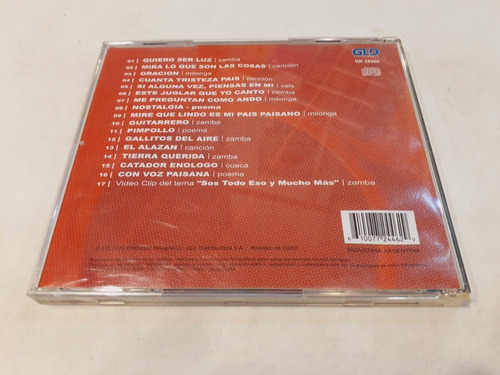 01 | QUIERO SER LUZ | zamba
02 | MIRA LO QUE SON LAS COSAS | canción
03 | ORACION | milonga
04 | CUANTA TRISTEZA PAIS | canción
05 | SI ALGUNA VEZ, PIENSAS EN MI | vals
06 | ESTE JUGLAR QUE YO CANTO | zamba
07 | ME PREGUNTAN COMO ANDO | milonga
08 | NOSTALGIA - poema
09 | MIRE QUE LINDO ES MI PAIS PAISANO | milonga
10 | GUITARRERO | zamba
11 | PIMPOLLO | poema
12 | GALLITOS DEL AIRE | zamba
13 | EL ALAZAN | canción
14 | TIERRA QUERIDA | zamba
15 | CATADOR ENOLOGO | cueca
16 | CON VOZ PAISANA | poema
17 | Video Clip del tema "Sos Todo Eso y Mucho Más" | zamba
GLD
INDUSTRIA ARGENTINA